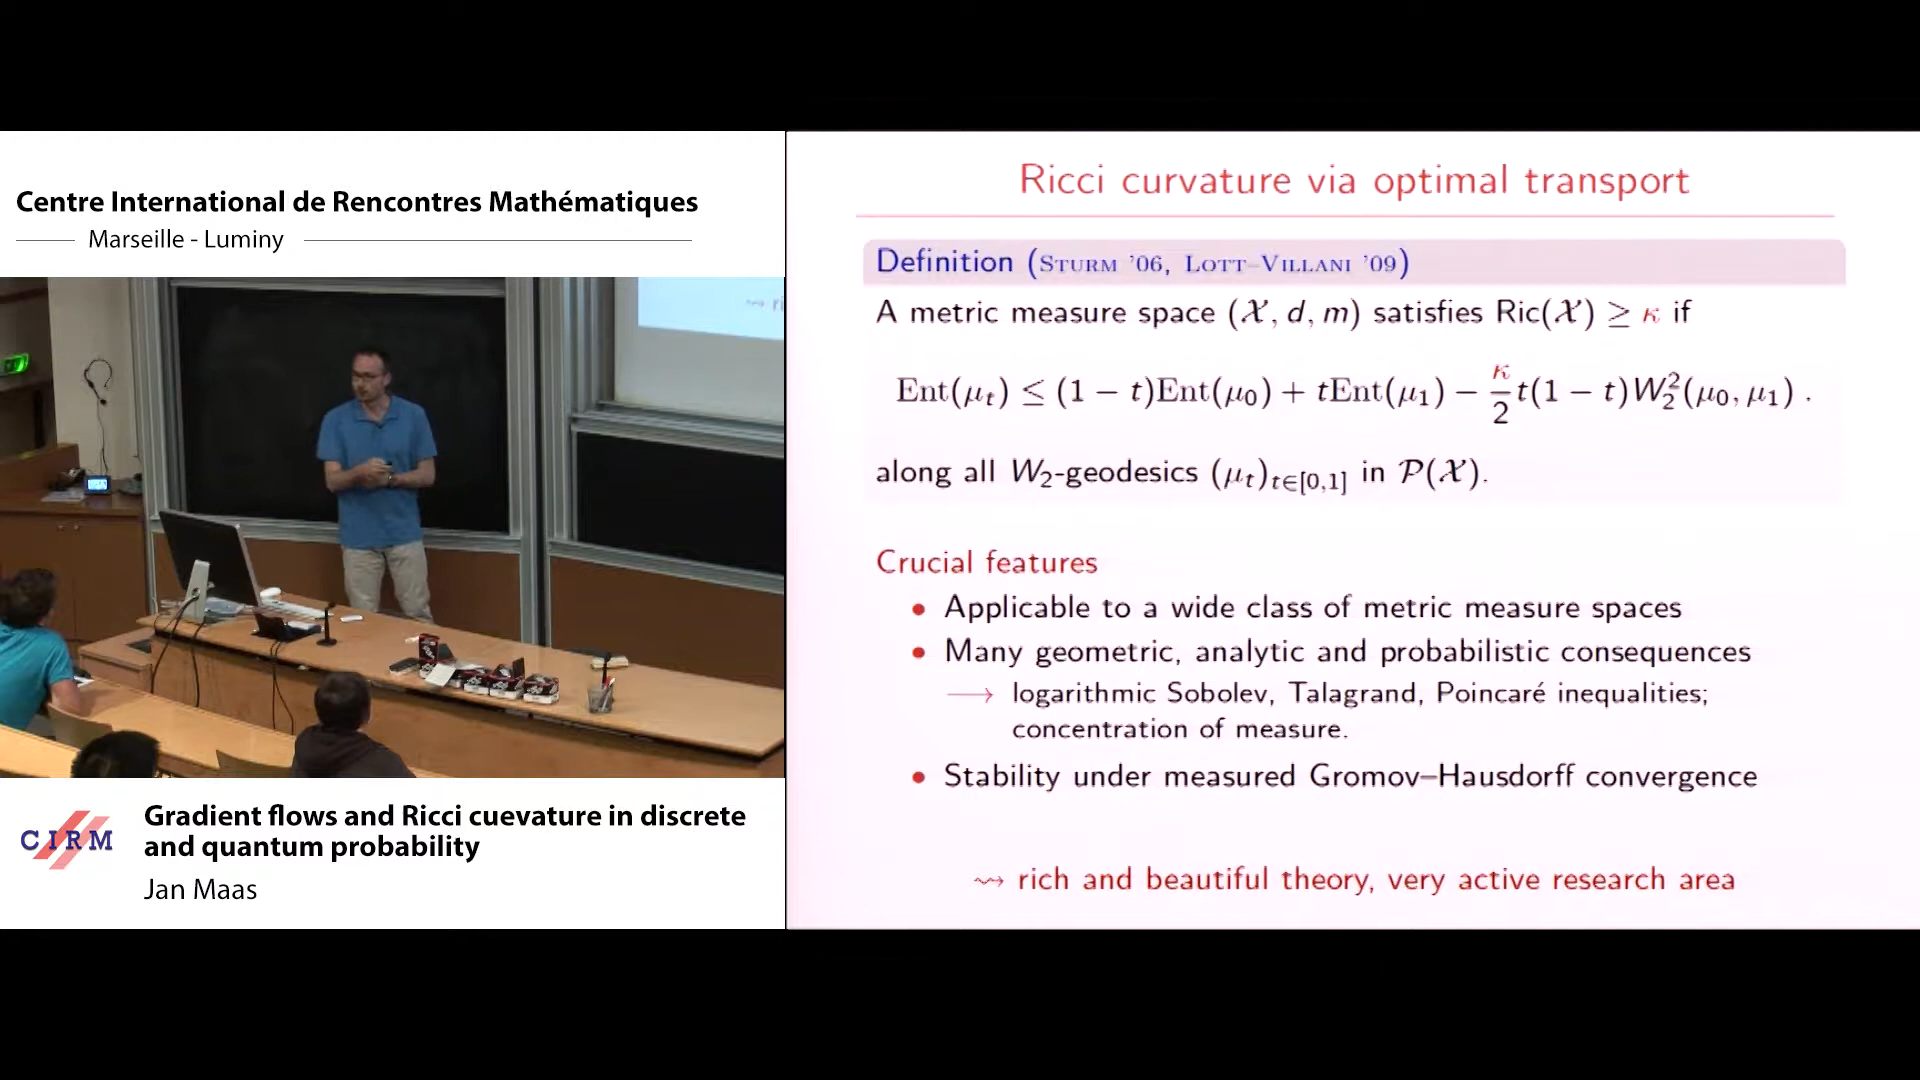 Centre International de Rencontres Mathématiques
Marseille - Luminy
Gradient flows and Ricci cuevature in discrete
and quantum probability
Jan Maas
CIRM
Ricci curvature via optimal transport
Definition (Sturm '06, Lott–Villani '09)
A metric measure space (𝒳, d, m) satisfies Ric(𝒳) ≥ κ if
Ent(μ_t) ≤ (1 − t)Ent(μ_0) + tEnt(μ_1) − κ/2 t(1 − t)W_2^2(μ_0, μ_1) .
along all W_2-geodesics (μ_t)_{t∈[0,1]} in 𝒫(𝒳).
Crucial features
• Applicable to a wide class of metric measure spaces
• Many geometric, analytic and probabilistic consequences
⟶ logarithmic Sobolev, Talagrand, Poincaré inequalities;
concentration of measure.
• Stability under measured Gromov–Hausdorff convergence
⇝ rich and beautiful theory, very active research area